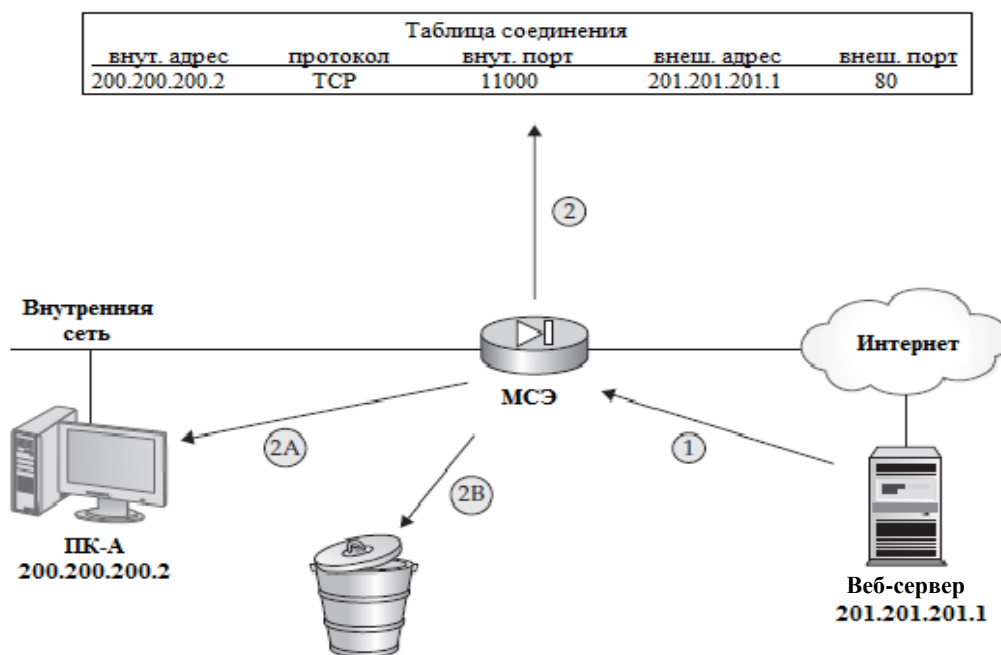 Таблица соединения
внут. адрес протокол внут. порт внеш. адрес внеш. порт
200.200.200.2 TCP 11000 201.201.201.1 80
2
Внутренняя
сеть
Интернет
МСЭ
2A
1
2B
ПК-А
200.200.200.2
Веб-сервер
201.201.201.1